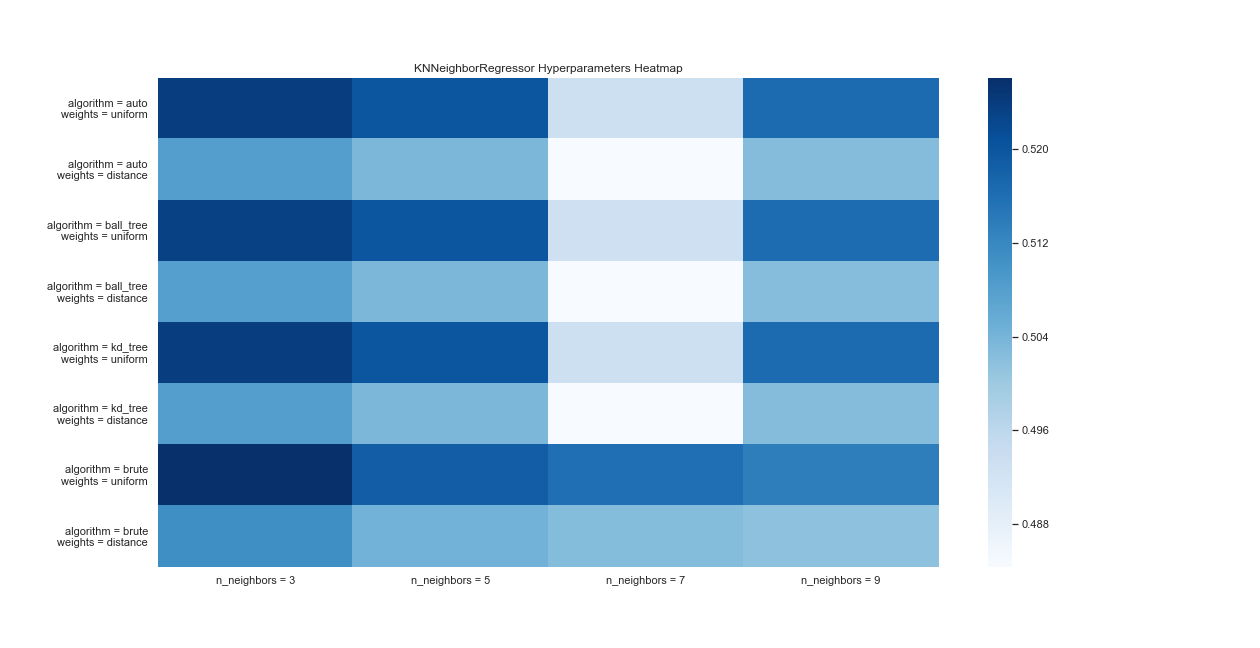 KNNeighborRegressor Hyperparameters Heatmap
algorithm = auto
weights = uniform
algorithm = auto
weights = distance
algorithm = ball_tree
weights = uniform
algorithm = ball_tree
weights = distance
algorithm = kd_tree
weights = uniform
algorithm = kd_tree
weights = distance
algorithm = brute
weights = uniform
algorithm = brute
weights = distance
n_neighbors = 3
n_neighbors = 5
n_neighbors = 7
n_neighbors = 9
0.520
0.512
0.504
0.496
0.488